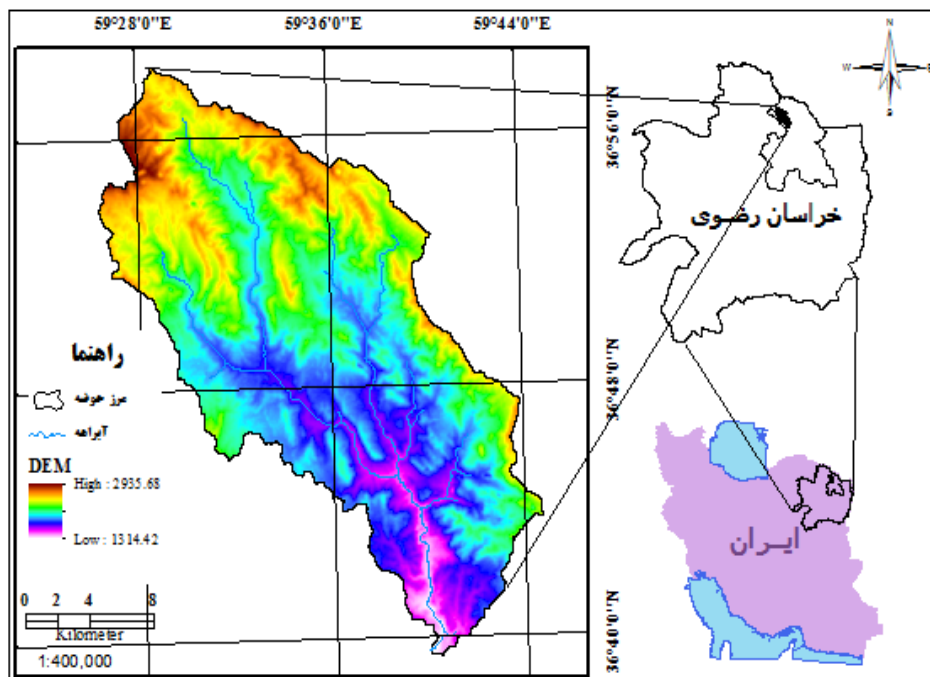 59°28'0"E 59°36'0"E 59°44'0"E
N
W E
S
36°56'0"N
خراسان رضوی
راهنما
مرز حوضه
آبراهه
36°48'0"N
DEM
High : 2935.68
Low : 1314.42
ایـران
0 2 4 8
Kilometer
1:400,000
36°40'0"N